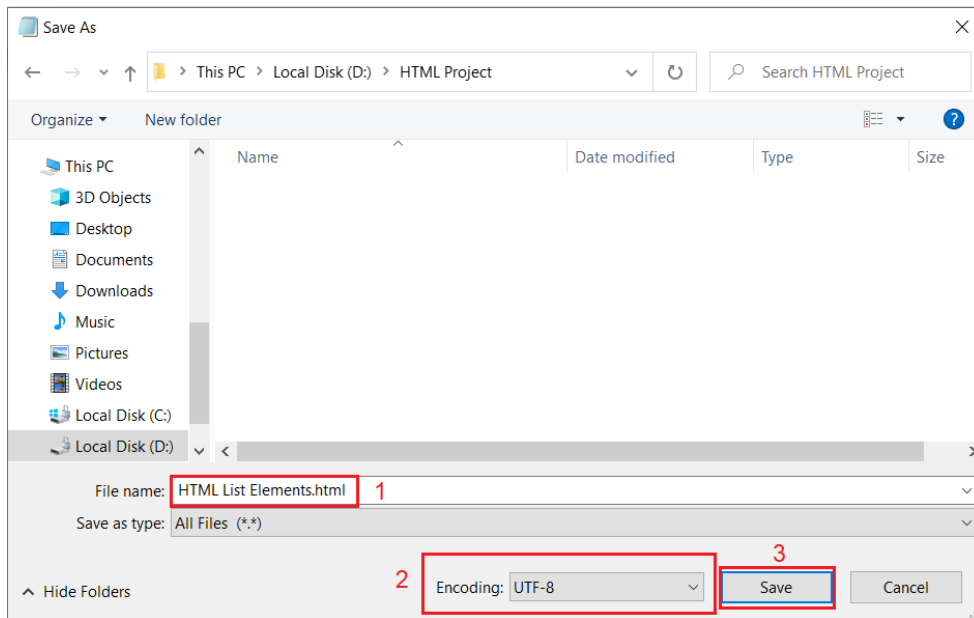 Save As
This PC > Local Disk (D:) > HTML Project
Search HTML Project
Organize
New folder
?
Name
Date modified
Type
Size
This PC
3D Objects
Desktop
Documents
Downloads
Music
Pictures
Videos
Local Disk (C:)
Local Disk (D:)
File name: HTML List Elements.html 1
Save as type: All Files (*.*)
3
Hide Folders
2 Encoding: UTF-8
Save
Cancel